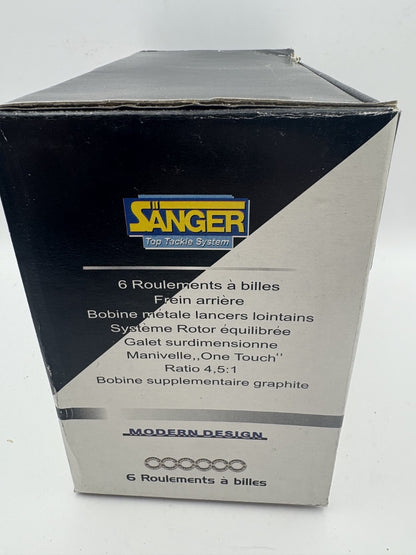 SÄNGER
Top Tackle System
6 Roulements à billes
Frein arrière
Bobine métale lancers lointains
Système Rotor équilibrée
Galet surdimensionne
Manivelle,,One Touch''
Ratio 4,5:1
Bobine supplementaire graphite
MODERN DESIGN
6 Roulements à billes